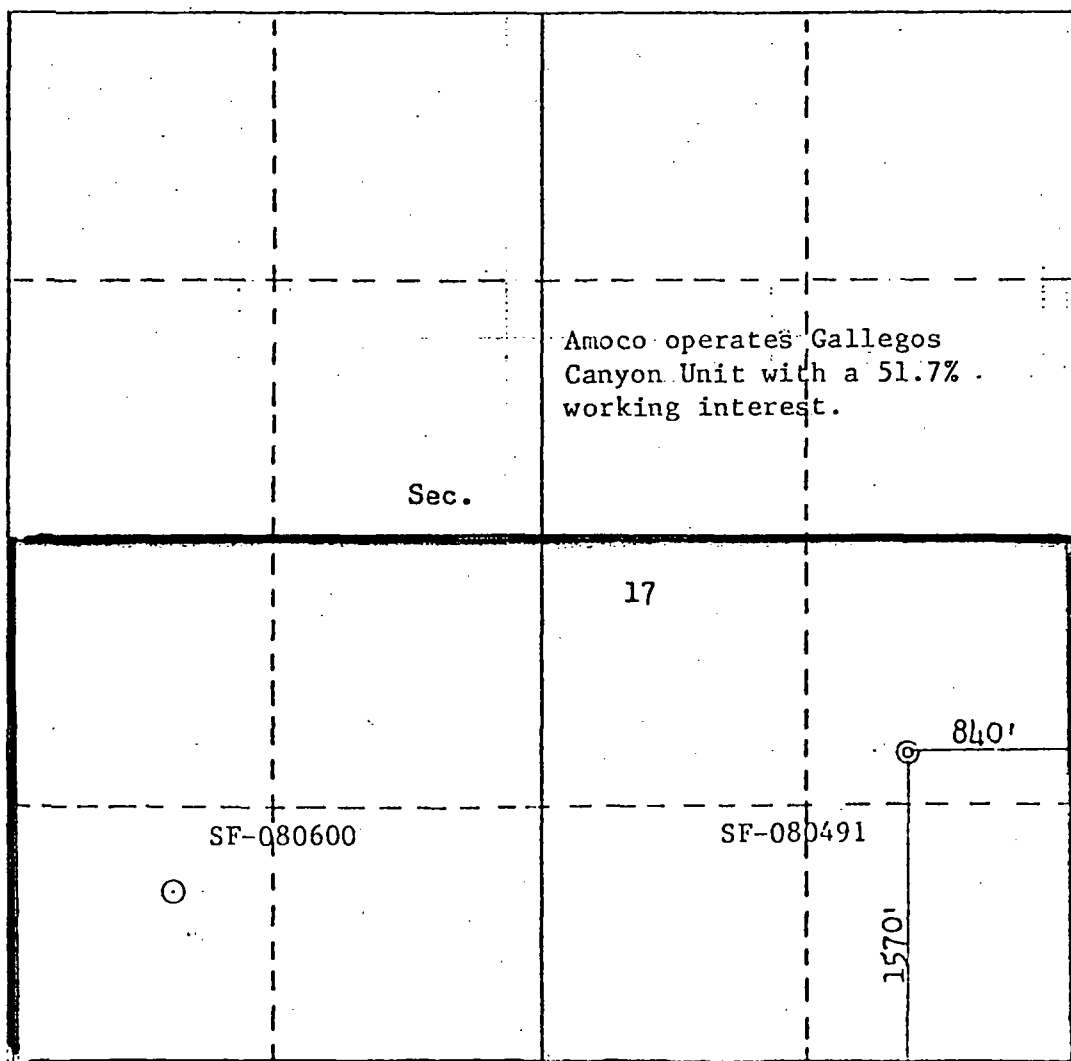 Amoco operates Gallegos
Canyon Unit with a 51.7%
working interest.
Sec.
17
840'
SF-080600
SF-080491
1570'